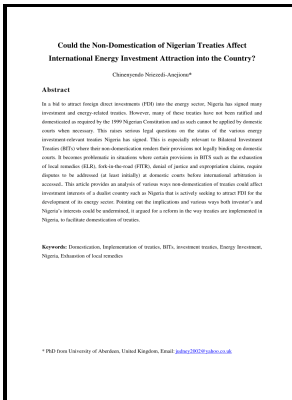 Could the Non-Domestication of Nigerian Treaties Affect
International Energy Investment Attraction into the Country?
Chinenyendo Nriezedi-Anejionu*
Abstract
In a bid to attract foreign direct investments (FDI) into the energy sector, Nigeria has signed many
investment and energy-related treaties. However, many of these treaties have not been ratified and
domesticated as required by the 1999 Nigerian Constitution and as such cannot be applied by domestic
courts when necessary. This raises serious legal questions on the status of the various energy
investment-relevant treaties Nigeria has signed. This is especially relevant to Bilateral Investment
Treaties (BITs) where their non-domestication renders their provisions not legally binding on domestic
courts. It becomes problematic in situations where certain provisions in BITS such as the exhaustion
of local remedies (ELR), fork-in-the-road (FITR), denial of justice and expropriation claims, require
disputes to be addressed (at least initially) at domestic courts before international arbitration is
accessed.. This article provides an analysis of various ways non-domestication of treaties could affect
investment interests of a dualist country such as Nigeria that is actively seeking to attract FDI for the
development of its energy sector. Pointing out the implications and various ways both investor's and
Nigeria's interests could be undermined, it argued for a reform in the way treaties are implemented in
Nigeria, to facilitate domestication of treaties.
Keywords: Domestication, Implementation of treaties, BITs, investment treaties, Energy Investment,
Nigeria, Exhaustion of local remedies
* PhD from University of Aberdeen, United Kingdom, Email: judney2002@yahoo.co.uk